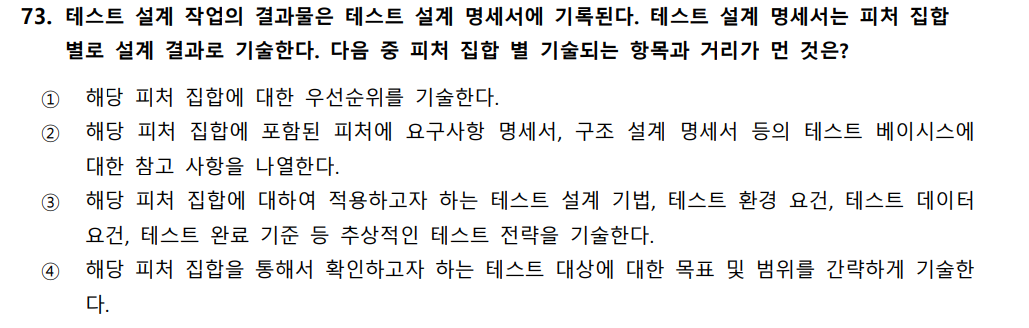 73. 테스트 설계 작업의 결과물은 테스트 설계 명세서에 기록된다. 테스트 설계 명세서는 피처 집합
별로 설계 결과로 기술한다. 다음 중 피처 집합 별 기술되는 항목과 거리가 먼 것은?
① 해당 피처 집합에 대한 우선순위를 기술한다.
② 해당 피처 집합에 포함된 피처에 요구사항 명세서, 구조 설계 명세서 등의 테스트 베이시스에
대한 참고 사항을 나열한다.
③ 해당 피처 집합에 대하여 적용하고자 하는 테스트 설계 기법, 테스트 환경 요건, 테스트 데이터
요건, 테스트 완료 기준 등 추상적인 테스트 전략을 기술한다.
④ 해당 피처 집합을 통해서 확인하고자 하는 테스트 대상에 대한 목표 및 범위를 간략하게 기술한
다.